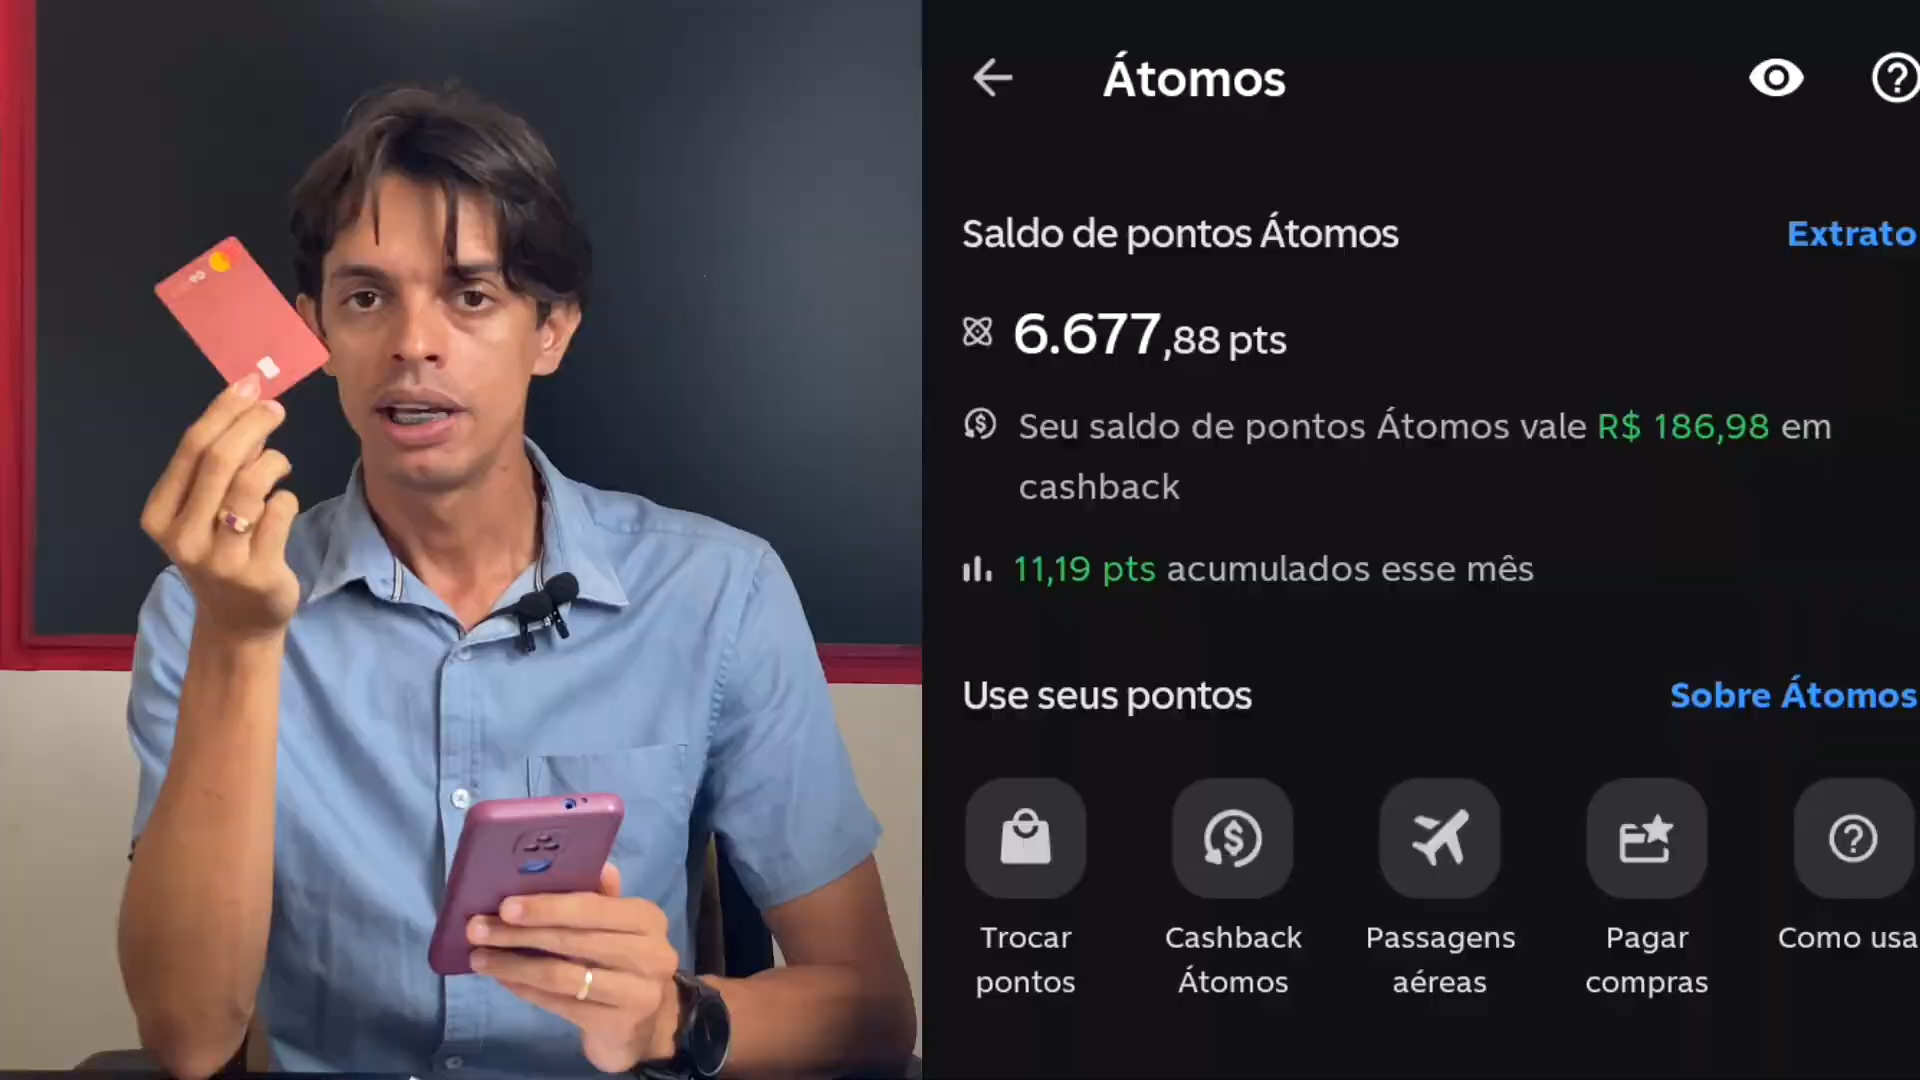 Átomos
Saldo de pontos Átomos
Extrato
6.677,88 pts
Seu saldo de pontos Átomos vale R$ 186,98 em
cashback
11,19 pts acumulados esse mês
Use seus pontos
Sobre Átomos
Trocar
pontos
Cashback
Átomos
Passagens
aéreas
Pagar
compras
Como usa